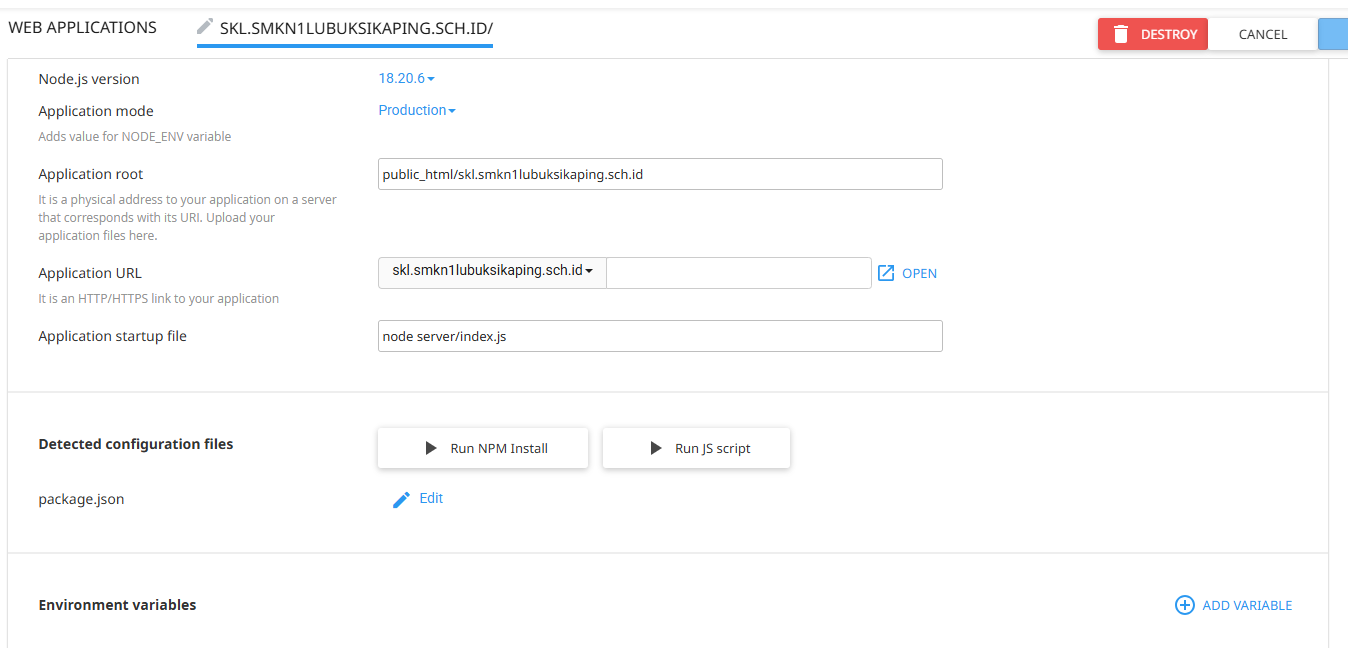 WEB APPLICATIONS
SKL.SMKN1LUBUKSIKAPING.SCH.ID/
DESTROY
CANCEL
Node.js version
18.20.6
Application mode
Production
Adds value for NODE_ENV variable
Application root
public_html/skl.smkn1lubuksikaping.sch.id
It is a physical address to your application on a server
that corresponds with its URI. Upload your
application files here.
Application URL
skl.smkn1lubuksikaping.sch.id
OPEN
It is an HTTP/HTTPS link to your application
Application startup file
node server/index.js
Detected configuration files
Run NPM Install
Run JS script
package.json
Edit
Environment variables
ADD VARIABLE